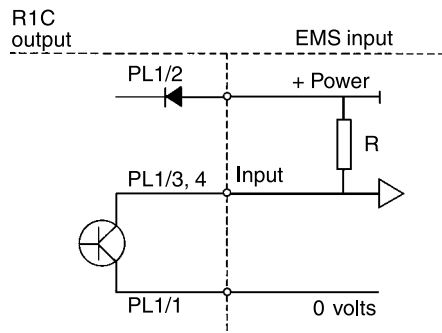 R1C
output
EMS input
PL1/2
+ Power
R
PL1/3, 4
Input
PL1/1
0 volts